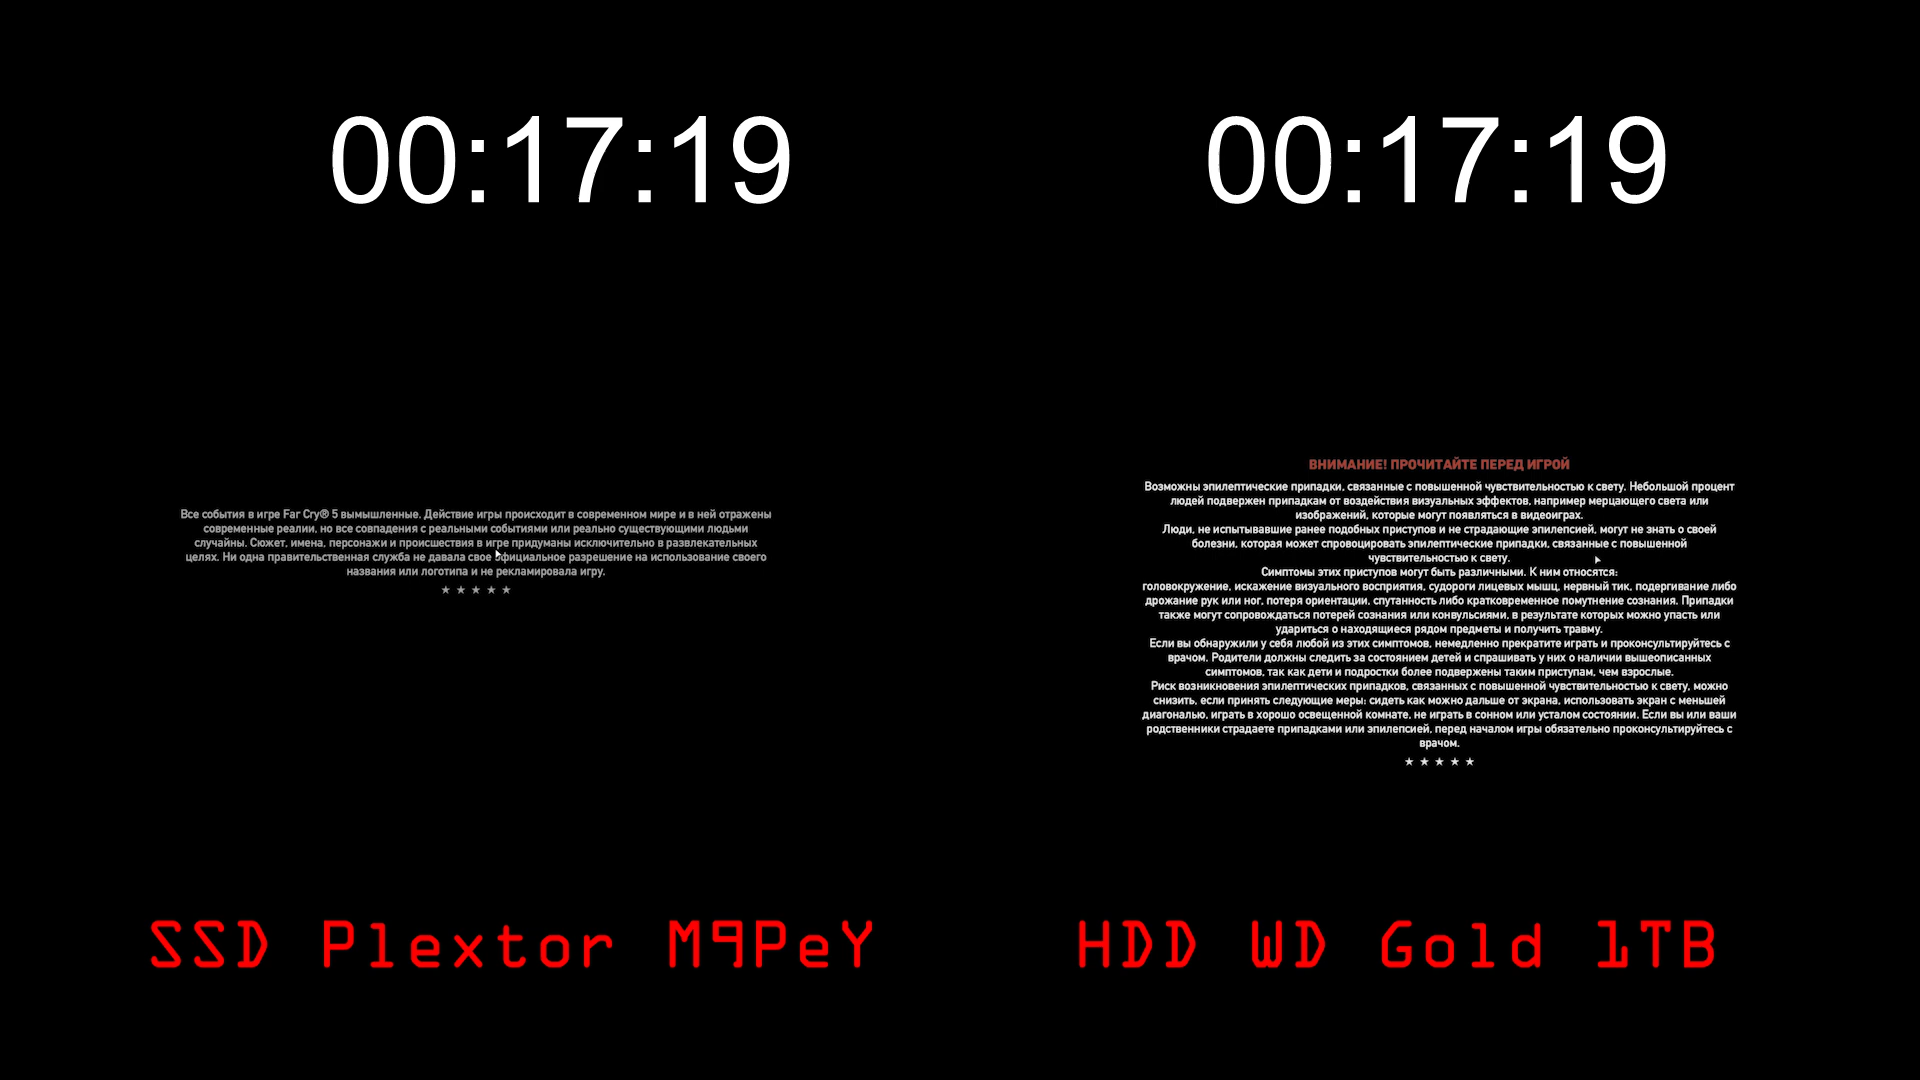 00:17:19
00:17:19
Все события в игре Far Cry® 5 вымышленные. Действие игры происходит в современном мире и в ней отражены
современные реалии, но все совпадения с реальными событиями или реально существующими людьми
случайны. Сюжет, имена, персонажи и происшествия в игре придуманы исключительно в развлекательных
целях. Ни одна правительственная служба не давала свое официальное разрешение на использование своего
названия или логотипа и не рекламировала игру.
ВНИМАНИЕ! ПРОЧИТАЙТЕ ПЕРЕД ИГРОЙ
Возможны эпилептические припадки, связанные с повышенной чувствительностью к свету. Небольшой процент
людей подвержен припадкам от воздействия визуальных эффектов, например мерцающего света или
изображений, которые могут появляться в видеоиграх.
Люди, не испытывавшие ранее подобных приступов и не страдающие эпилепсией, могут не знать о своей
болезни, которая может спровоцировать эпилептические припадки, связанные с повышенной
чувствительностью к свету.
Симптомы этих приступов могут быть различными. К ним относятся:
головокружение, искажение визуального восприятия, судороги лицевых мышц, нервный тик, подергивание либо
дрожание рук или ног, потеря ориентации, спутанность либо кратковременное помутнение сознания. Припадки
также могут сопровождаться потерей сознания или конвульсиями, в результате которых можно упасть или
удариться о находящиеся рядом предметы и получить травму.
Если вы обнаружили у себя любой из этих симптомов, немедленно прекратите играть и проконсультируйтесь с
врачом. Родители должны следить за состоянием детей и спрашивать у них о наличии вышеописанных
симптомов, так как дети и подростки более подвержены таким приступам, чем взрослые.
Риск возникновения эпилептических припадков, связанных с повышенной чувствительностью к свету, можно
снизить, если принять следующие меры: сидеть как можно дальше от экрана, использовать экран с меньшей
диагональю, играть в хорошо освещенной комнате, не играть в сонном или усталом состоянии. Если вы или ваши
родственники страдаете припадками или эпилепсией, перед началом игры обязательно проконсультируйтесь с
врачом.
SSD Plextor M9PeY
HDD WD Gold 1TB